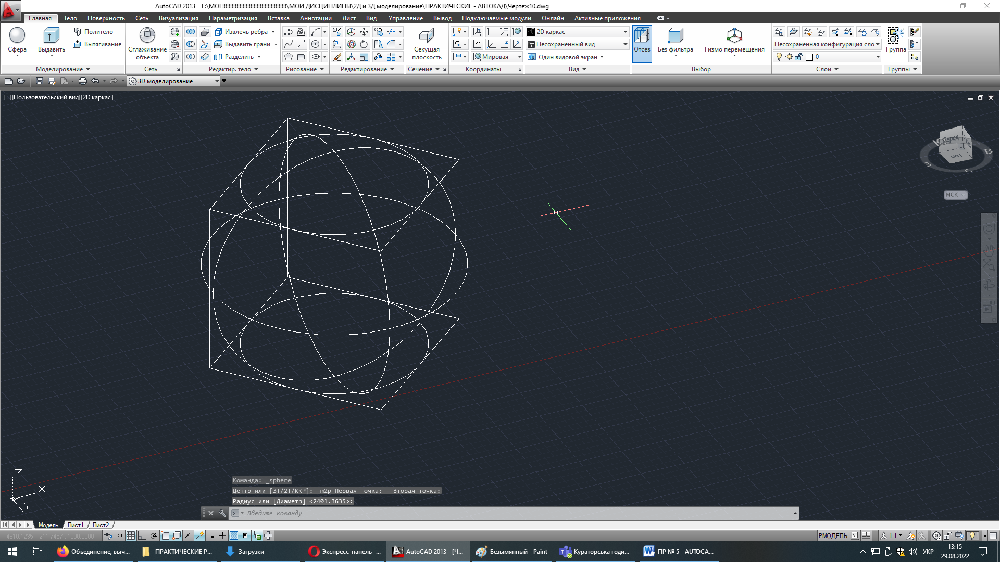 AutoCAD 2013 E:\МОЕ!!!!!!!!!!!!!!!!!!!!!!!!!!!!!!!!!!!!!!!!!\МОИ ДИСЦИПЛИНЫ\2Д и 3Д моделирование\ПРАКТИЧЕСКИЕ - АВТОКАД\Чертеж10.dwg
Главная Тело Поверхность Сеть Визуализация Параметризация Вставка Аннотации Лист Вид Управление Вывод Подключаемые модули Онлайн Активные приложения
Политело Извлечь ребра 2D каркас
Сфера Выдавить Вытягивание Сглаживание объекта Выдавать грани Секущая плоскость Несохраненный вид Отсев Без фильтра Гизмо перемещения Несохраненная конфигурация сло Группа
Разделить Мировая Один видовой экран 0
Моделирование Сеть Редактир. тело Рисование Редактирование Сечение Координаты Вид Выбор Слои Группы
3D моделирование
[−][Пользовательский вид][2D каркас]
Перед
Ю В З С
МСК
Z
X
Y
Команда: _sphere
Центр или [3Т/2Т/ККР]: _m2p Первая точка: Вторая точка:
Радиус или [Диаметр] <2401.3635>:
Введите команду
Модель Лист1 Лист2
4610.1235, -211.7457, 1000.0000 РМОДЕЛЬ 1:1
Объединение, выч... ПРАКТИЧЕСКИЕ Р... Загрузки Экспресс-панель -... AutoCAD 2013 - [Ч... Безымянный - Paint Кураторська годи... ПР № 5 - AUTOCA... УКР 13:15
29.08.2022